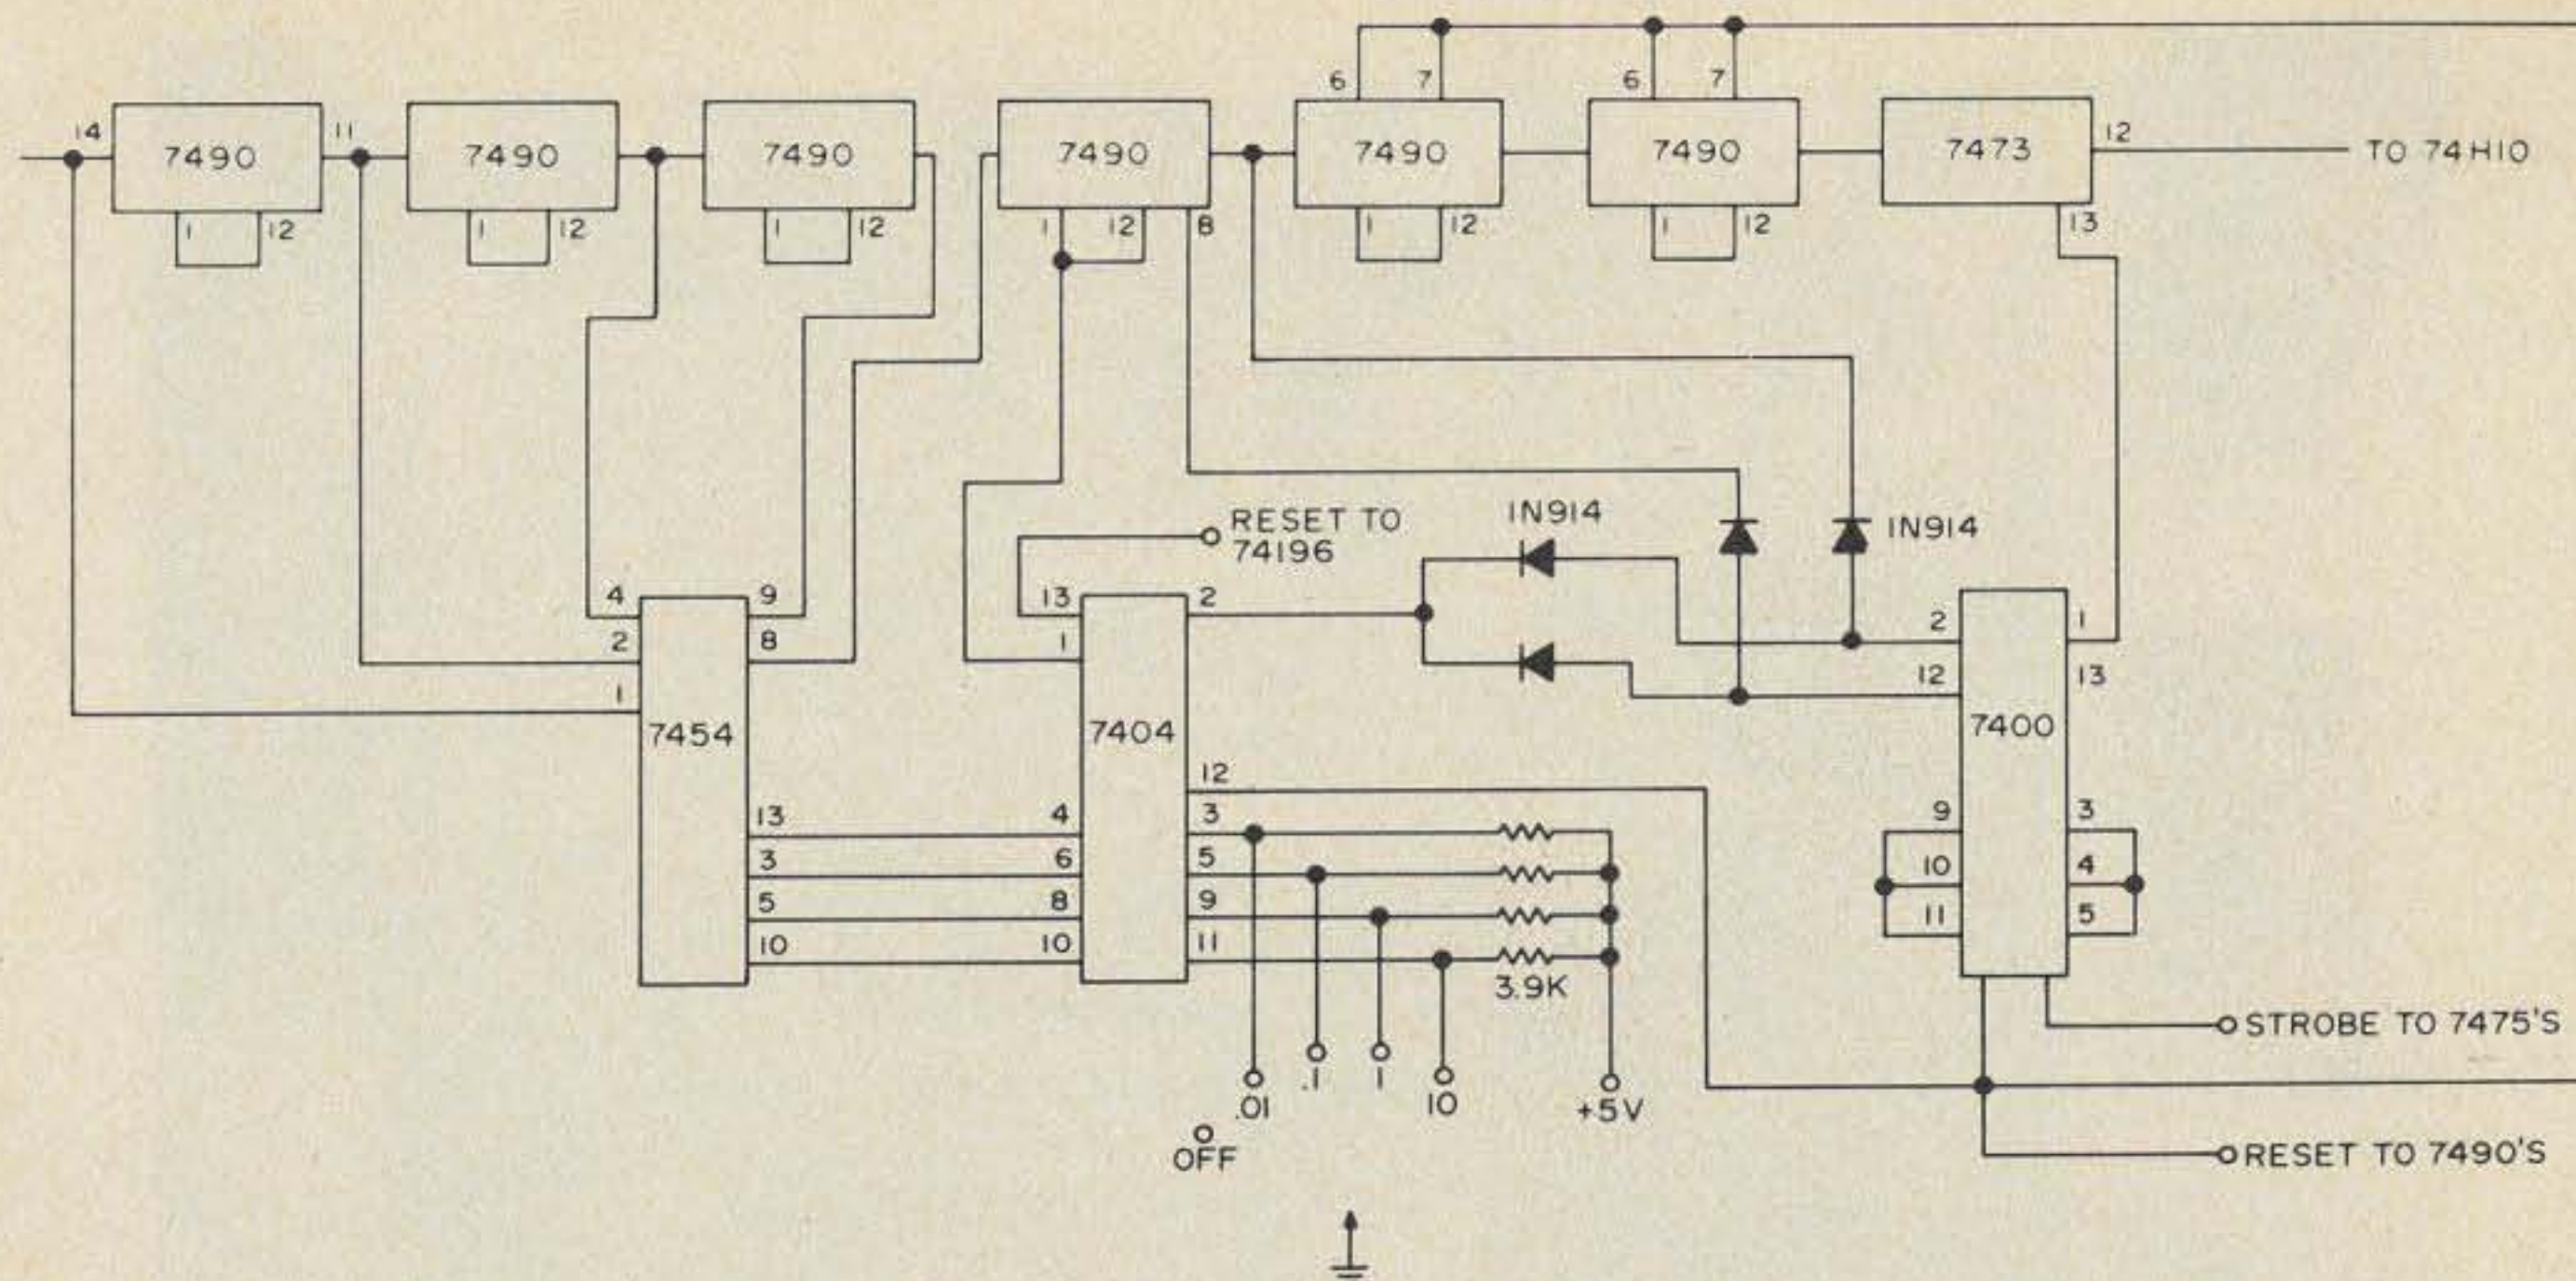 6 7 6 7
14 7490 11 7490 7490 7490 7490 7490 7473 12 TO 74H10
1 12 1 12 1 12 1 12 8 1 12 1 12 13
RESET TO
74196
1N914
1N914
4 9 13 2 2 1
2 8 1 12 13
1
7454 7404 7400
12
13 4 3 9 3
3 6 5 10 4
5 8 9 11 5
10 10 11
3.9K
STROBE TO 7475'S
.01 .1 1 10 +5V
OFF
RESET TO 7490'S